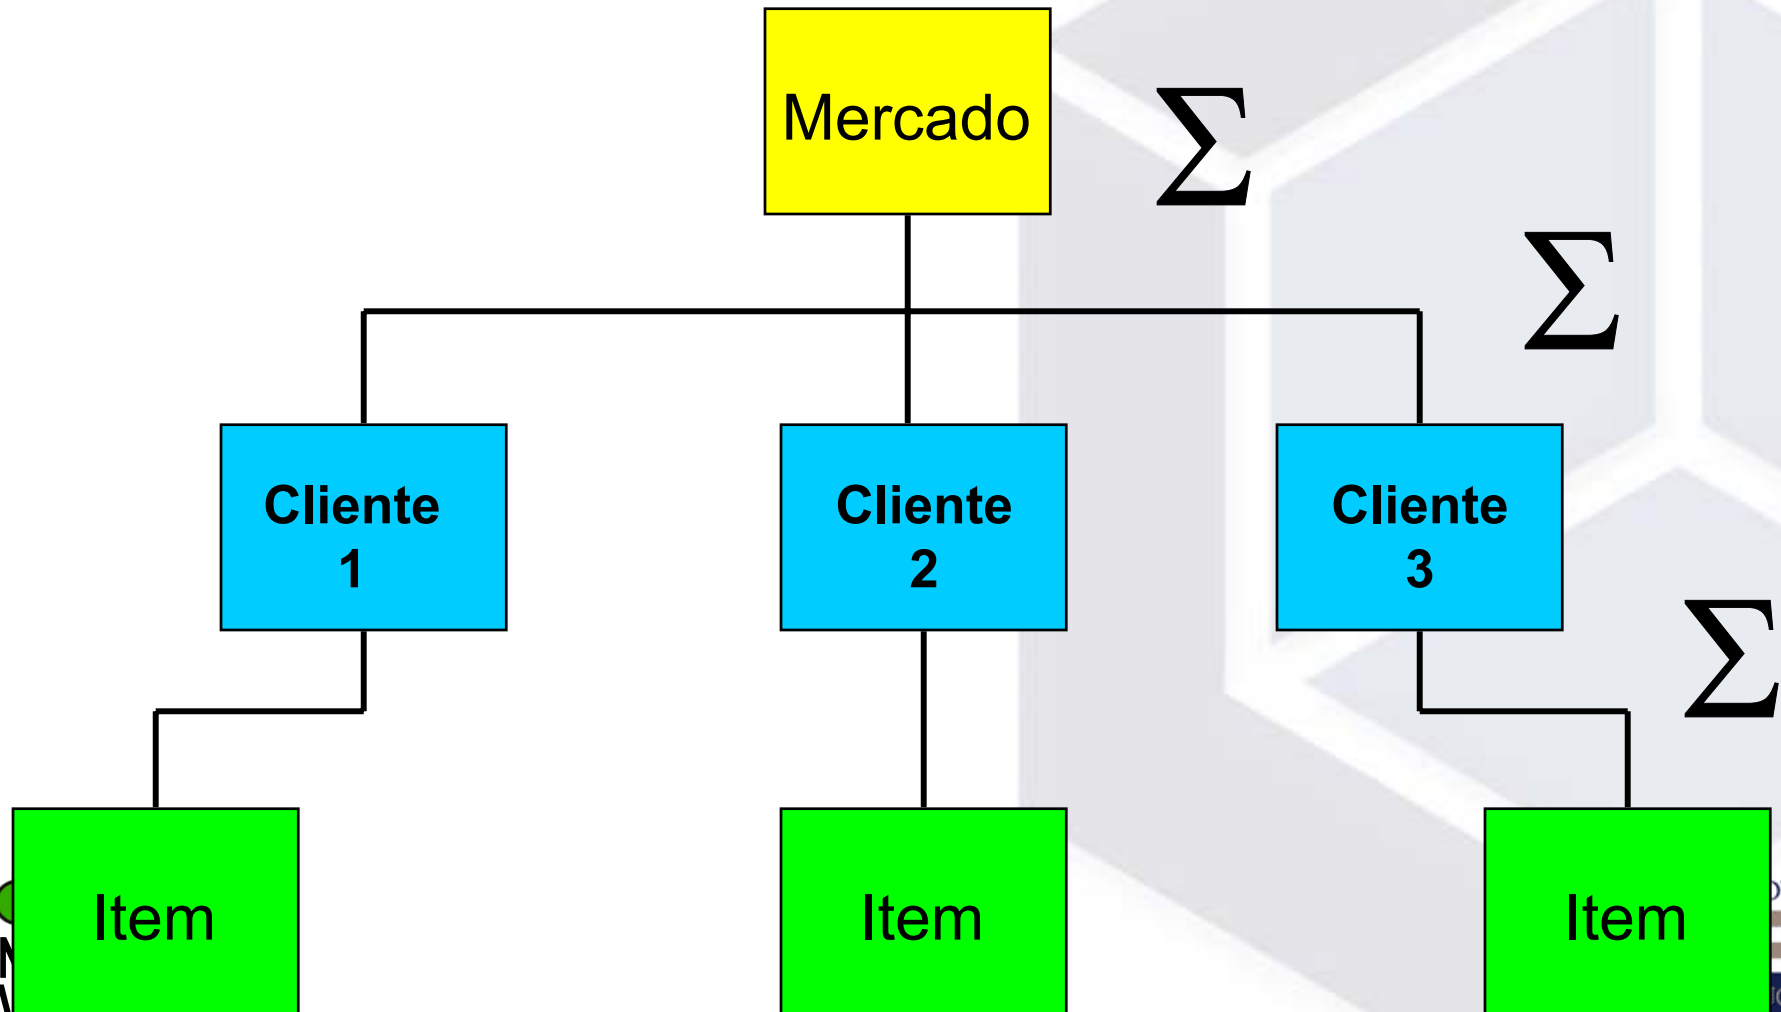 Mercado
Σ
Σ
Cliente
1
Cliente
2
Cliente
3
Σ
Item
Item
Item